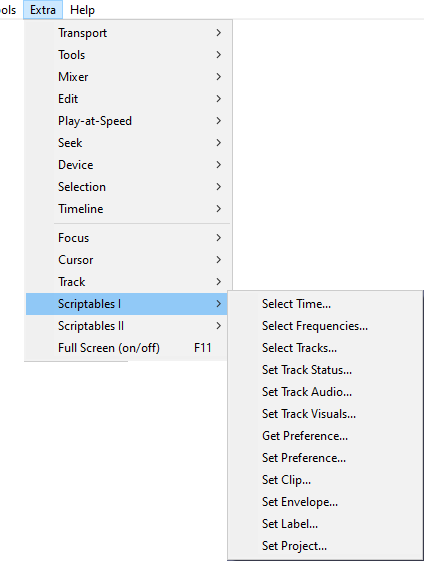 ols Extra Help
Transport
Tools
Mixer
Edit
Play-at-Speed
Seek
Device
Selection
Timeline
Focus
Cursor
Track
Scriptables I
Scriptables II
Full Screen (on/off) F11
Select Time...
Select Frequencies...
Select Tracks...
Set Track Status...
Set Track Audio...
Set Track Visuals...
Get Preference...
Set Preference...
Set Clip...
Set Envelope...
Set Label...
Set Project...